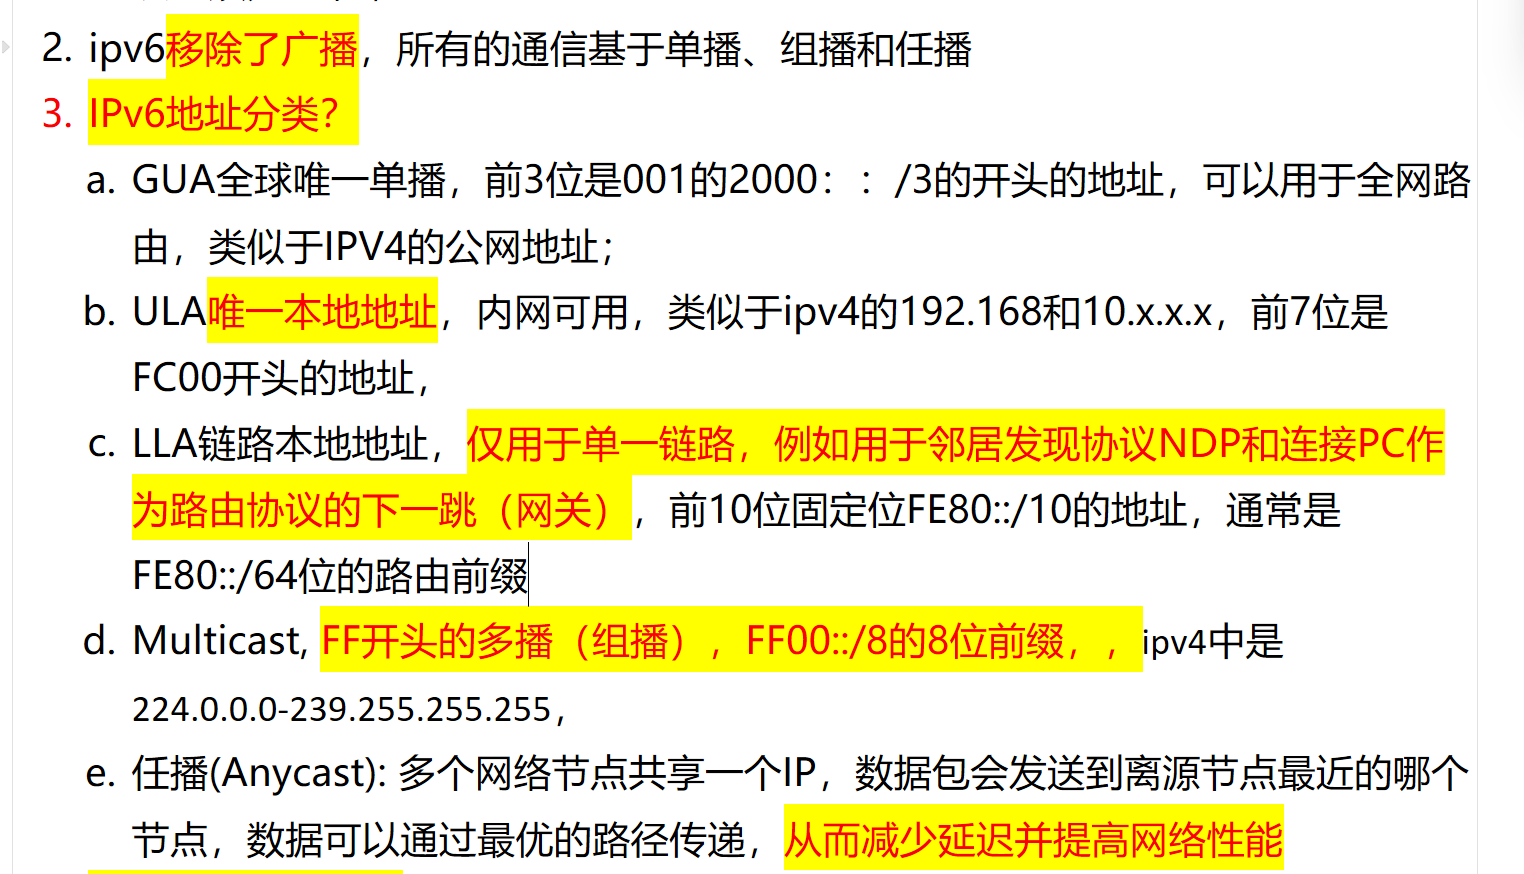 2. ipv6移除了广播，所有的通信基于单播、组播和任播
3. IPv6地址分类？
a. GUA全球唯一单播，前3位是001的2000：：/3的开头的地址，可以用于全网路
由，类似于IPV4的公网地址；
b. ULA唯一本地地址，内网可用，类似于ipv4的192.168和10.x.x.x，前7位是
FC00开头的地址，
c. LLA链路本地地址，仅用于单一链路，例如用于邻居发现协议NDP和连接PC作
为路由协议的下一跳（网关），前10位固定位FE80::/10的地址，通常是
FE80::/64位的路由前缀
d. Multicast, FF开头的多播（组播），FF00::/8的8位前缀，，ipv4中是
224.0.0.0-239.255.255.255，
e. 任播(Anycast): 多个网络节点共享一个IP，数据包会发送到离源节点最近的哪个
节点，数据可以通过最优的路径传递，从而减少延迟并提高网络性能